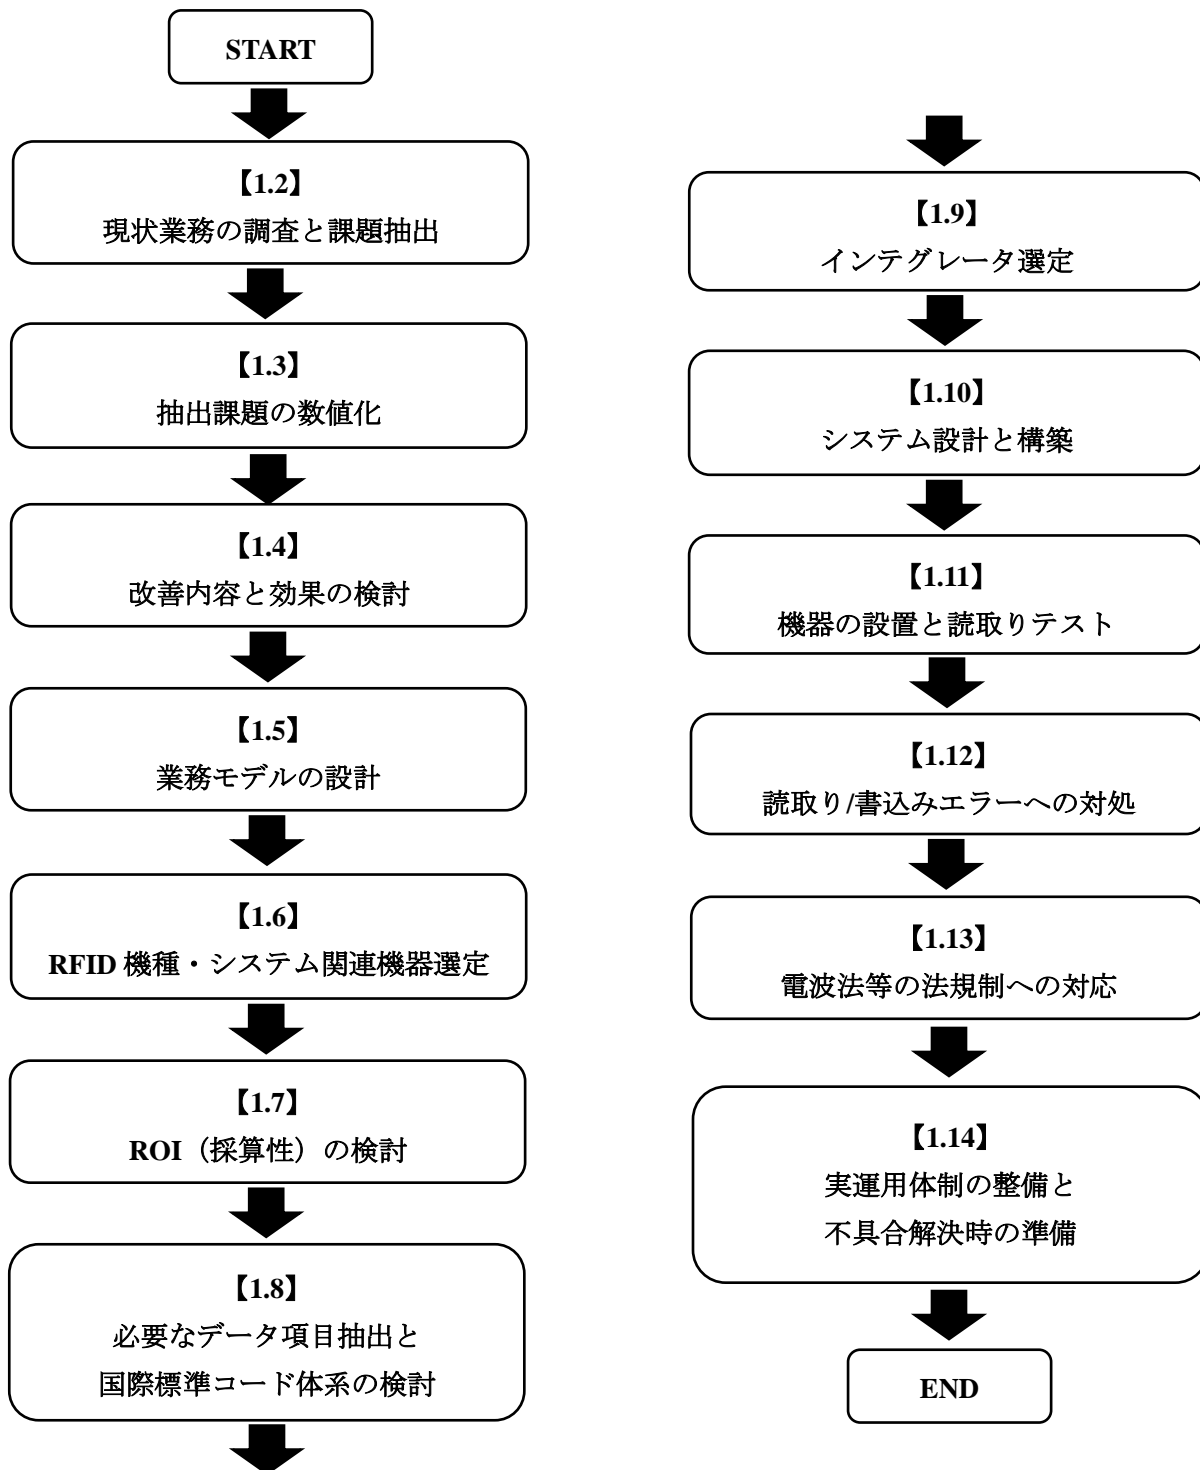 START
【1.2】
現状業務の調査と課題抽出
【1.3】
抽出課題の数値化
【1.4】
改善内容と効果の検討
【1.5】
業務モデルの設計
【1.6】
RFID 機種・システム関連機器選定
【1.7】
ROI（採算性）の検討
【1.8】
必要なデータ項目抽出と
国際標準コード体系の検討
【1.9】
インテグレータ選定
【1.10】
システム設計と構築
【1.11】
機器の設置と読取りテスト
【1.12】
読取り/書込みエラーへの対処
【1.13】
電波法等の法規制への対応
【1.14】
実運用体制の整備と
不具合解決時の準備
END